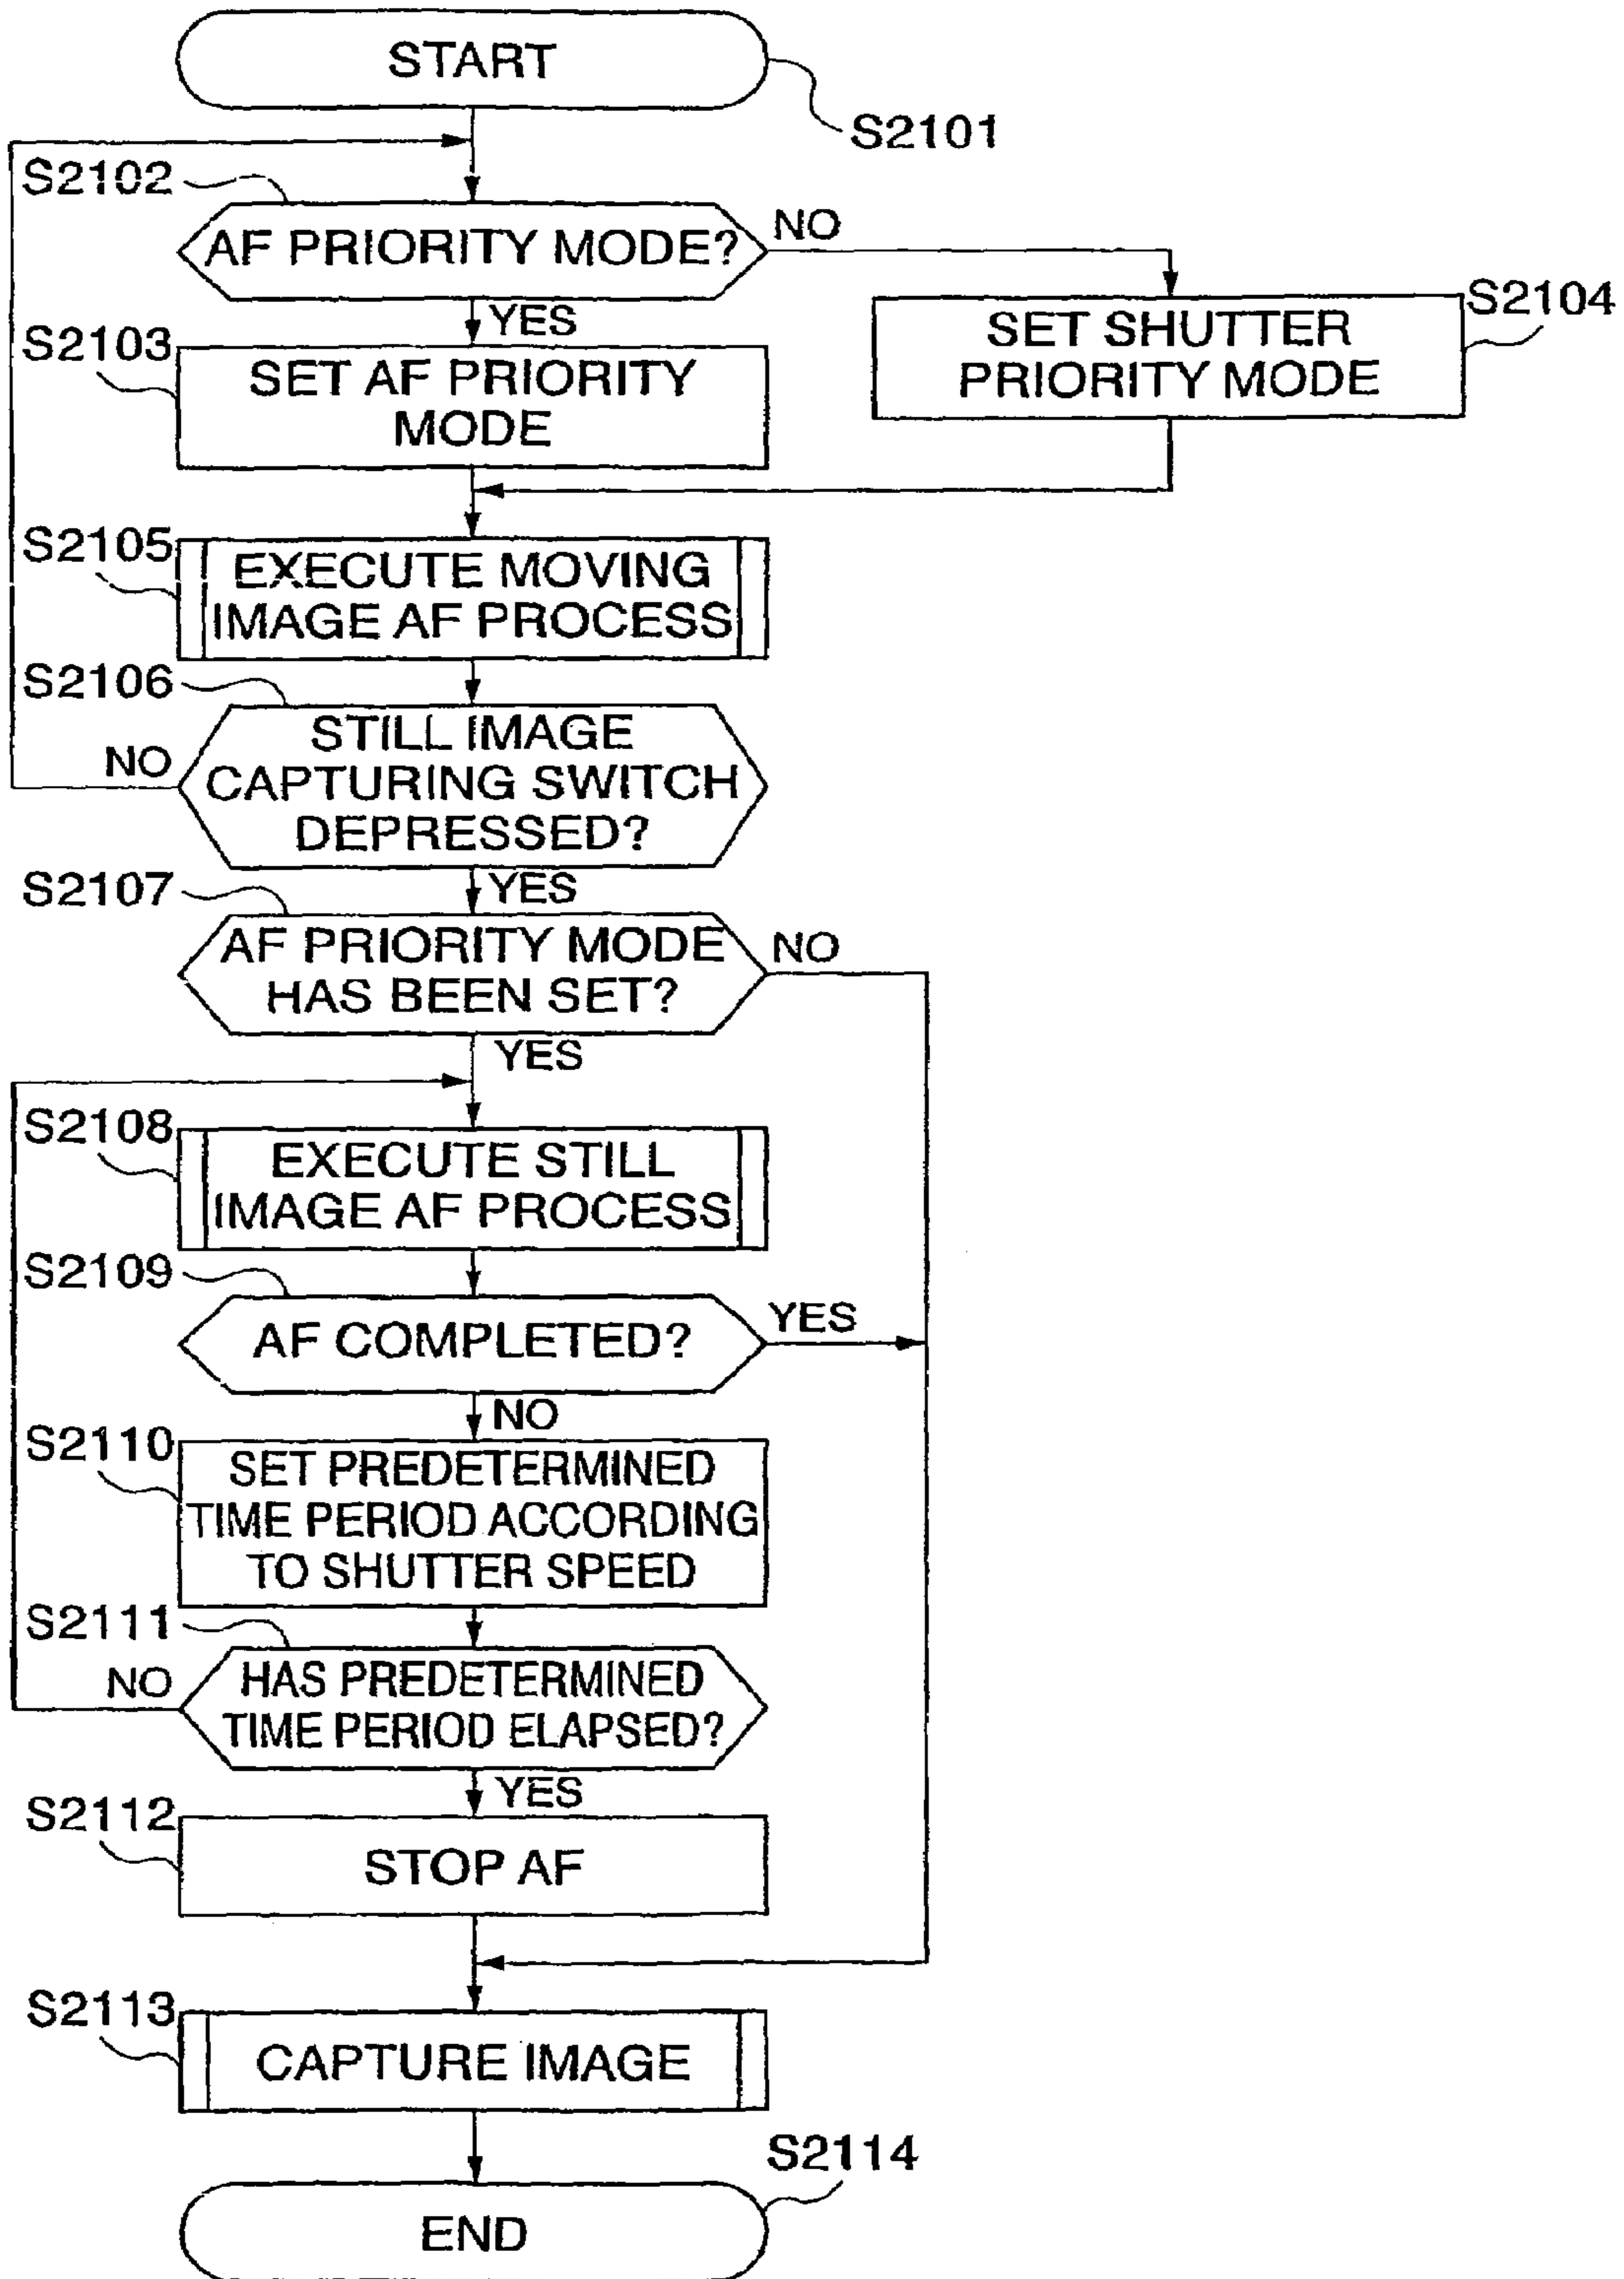 START
S2101
S2102
AF PRIORITY MODE?
NO
YES
S2103
SET AF PRIORITY
MODE
S2104
SET SHUTTER
PRIORITY MODE
S2105
EXECUTE MOVING
IMAGE AF PROCESS
S2106
STILL IMAGE
CAPTURING SWITCH
DEPRESSED?
NO
YES
S2107
AF PRIORITY MODE
HAS BEEN SET?
NO
YES
S2108
EXECUTE STILL
IMAGE AF PROCESS
S2109
AF COMPLETED?
YES
NO
S2110
SET PREDETERMINED
TIME PERIOD ACCORDING
TO SHUTTER SPEED
S2111
HAS PREDETERMINED
TIME PERIOD ELAPSED?
NO
YES
S2112
STOP AF
S2113
CAPTURE IMAGE
S2114
END